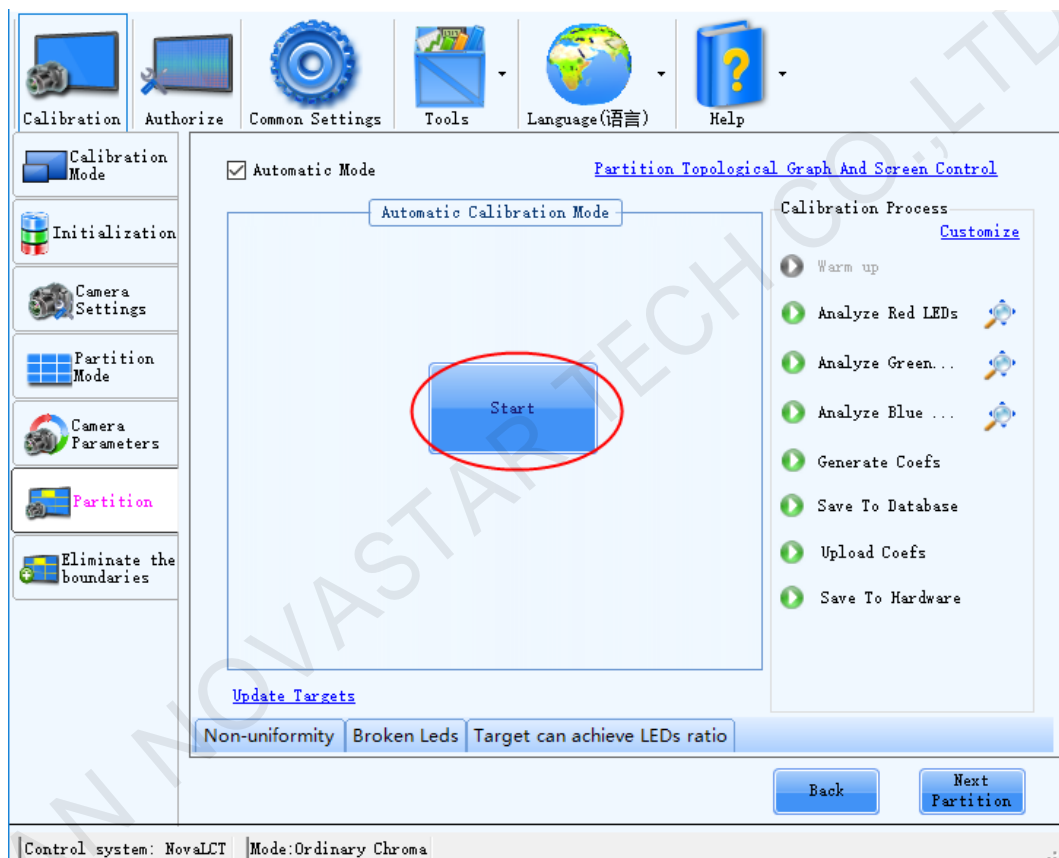 Calibration
Authorize
Common Settings
Tools
Language(语言)
Help
Calibration
Mode
Initialization
Camera
Settings
Partition
Mode
Camera
Parameters
Partition
Eliminate the
boundaries
Automatic Mode
Partition Topological Graph And Screen Control
Automatic Calibration Mode
Start
Calibration Process
Customize
Warm up
Analyze Red LEDs
Analyze Green...
Analyze Blue ...
Generate Coefs
Save To Database
Upload Coefs
Save To Hardware
Update Targets
Non-uniformity
Broken Leds
Target can achieve LEDs ratio
Back
Next
Partition
Control system: NovaLCT
Mode:Ordinary Chroma
AN NOVASTAR TECH CO.,LTD